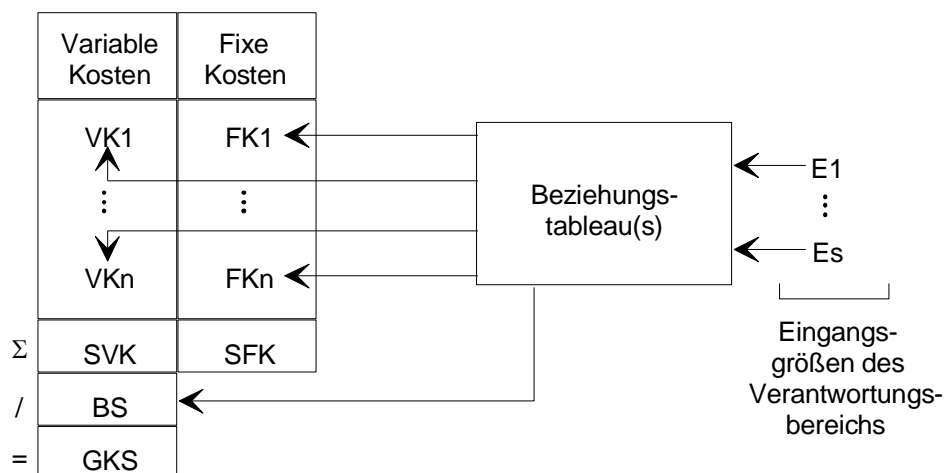 Variable
Kosten
Fixe
Kosten
VK1
FK1
⋮
⋮
VKn
FKn
Σ
SVK
SFK
/
BS
=
GKS
Beziehungs-
tableau(s)
E1
⋮
Es
Eingangs-
größen des
Verantwortungs-
bereichs